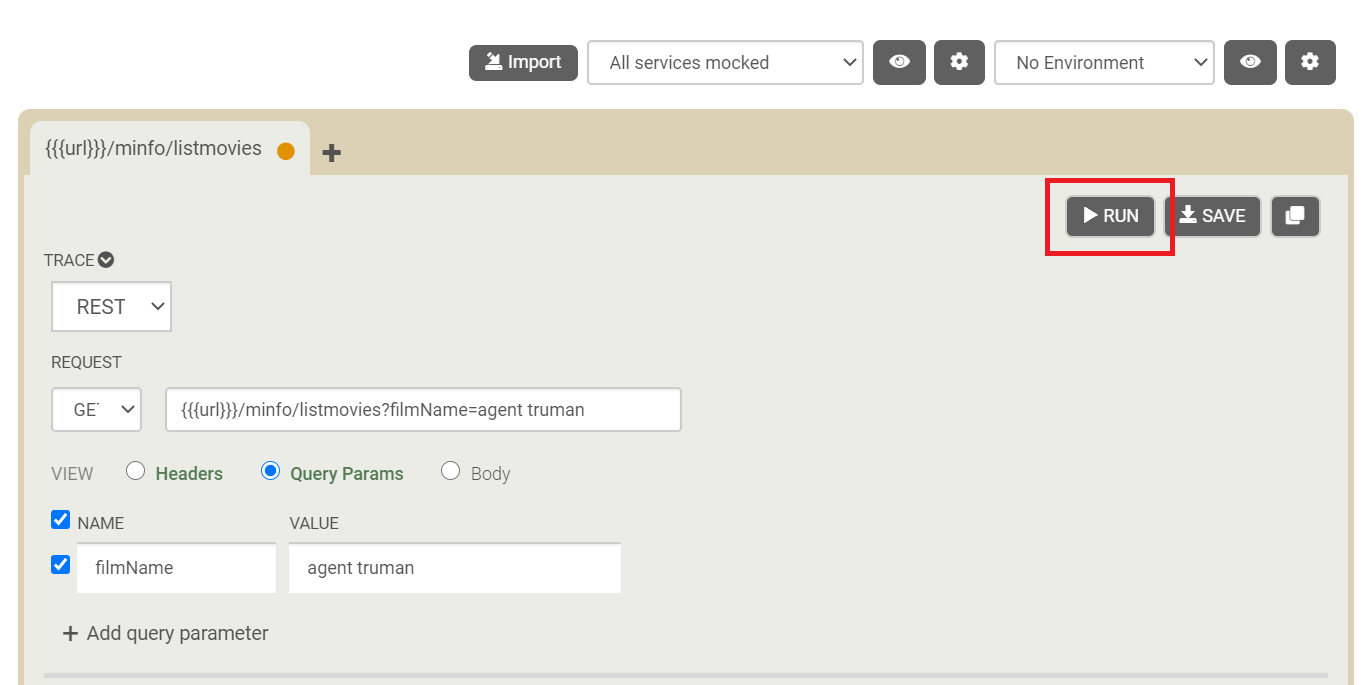 Import All services mocked No Environment
{{{url}}}/minfo/listmovies
RUN SAVE
TRACE
REST
REQUEST
GET {{{url}}}/minfo/listmovies?filmName=agent truman
VIEW Headers Query Params Body
NAME VALUE
filmName agent truman
+ Add query parameter